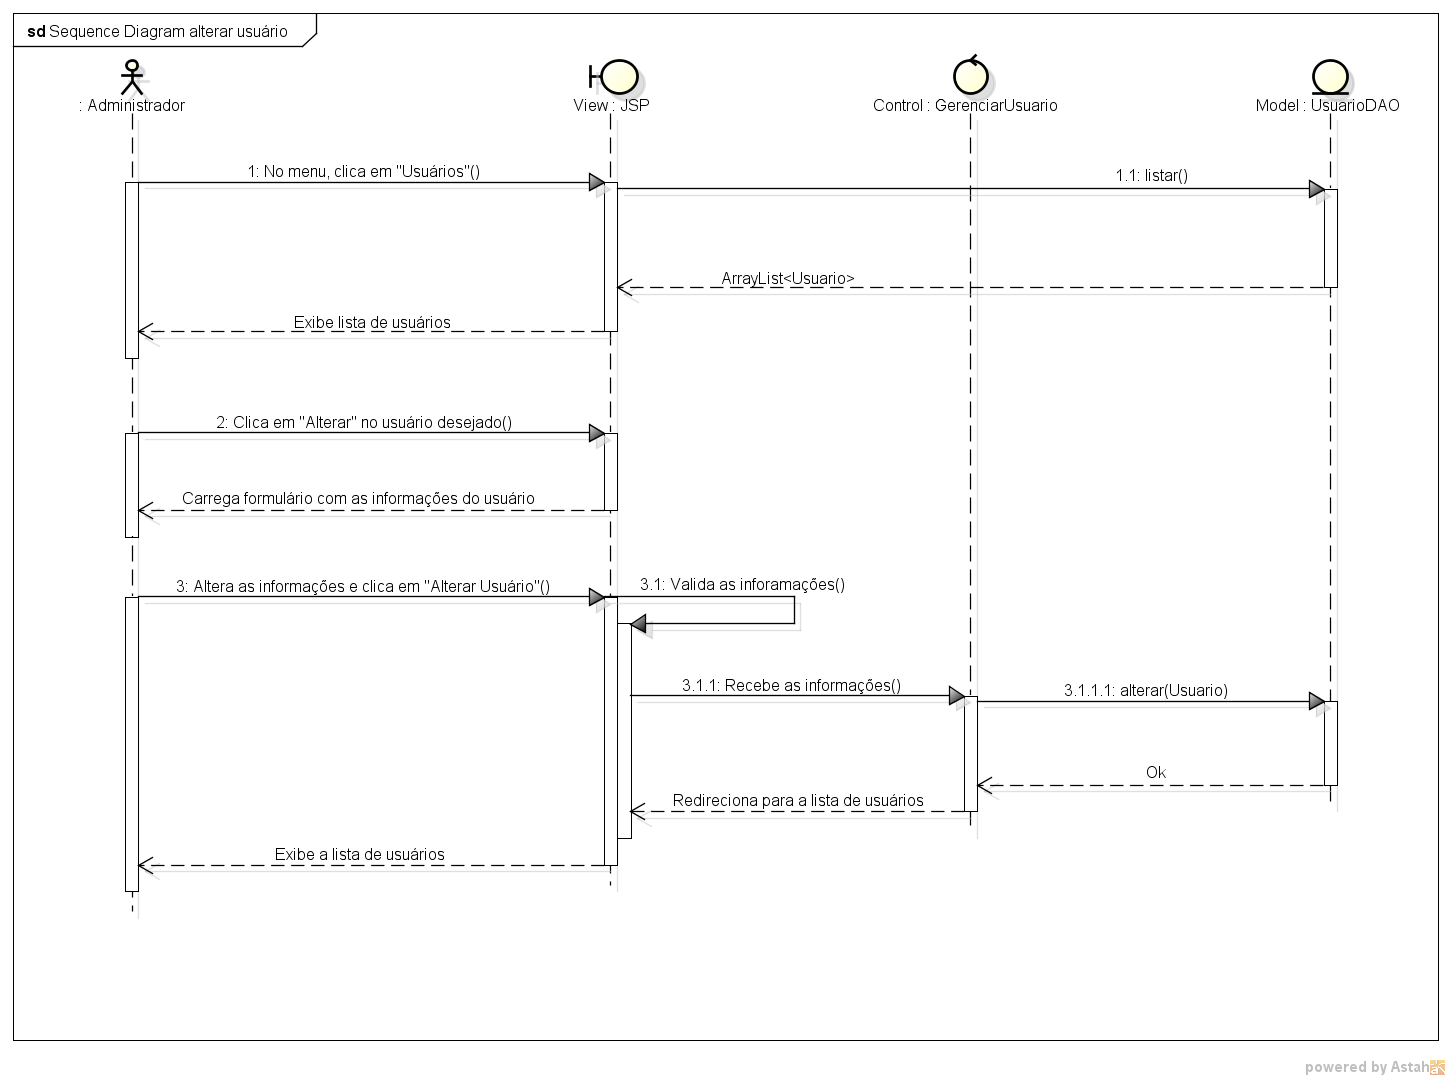 sd Sequence Diagram alterar usuário
: Administrador
View : JSP
Control : GerenciarUsuario
Model : UsuarioDAO
1: No menu, clica em "Usuários"()
1.1: listar()
ArrayList<Usuario>
Exibe lista de usuários
2: Clica em "Alterar" no usuário desejado()
Carrega formulário com as informações do usuário
3: Altera as informações e clica em "Alterar Usuário"()
3.1: Valida as inforamações()
3.1.1: Recebe as informações()
3.1.1.1: alterar(Usuario)
Ok
Redireciona para a lista de usuários
Exibe a lista de usuários
powered by Astah